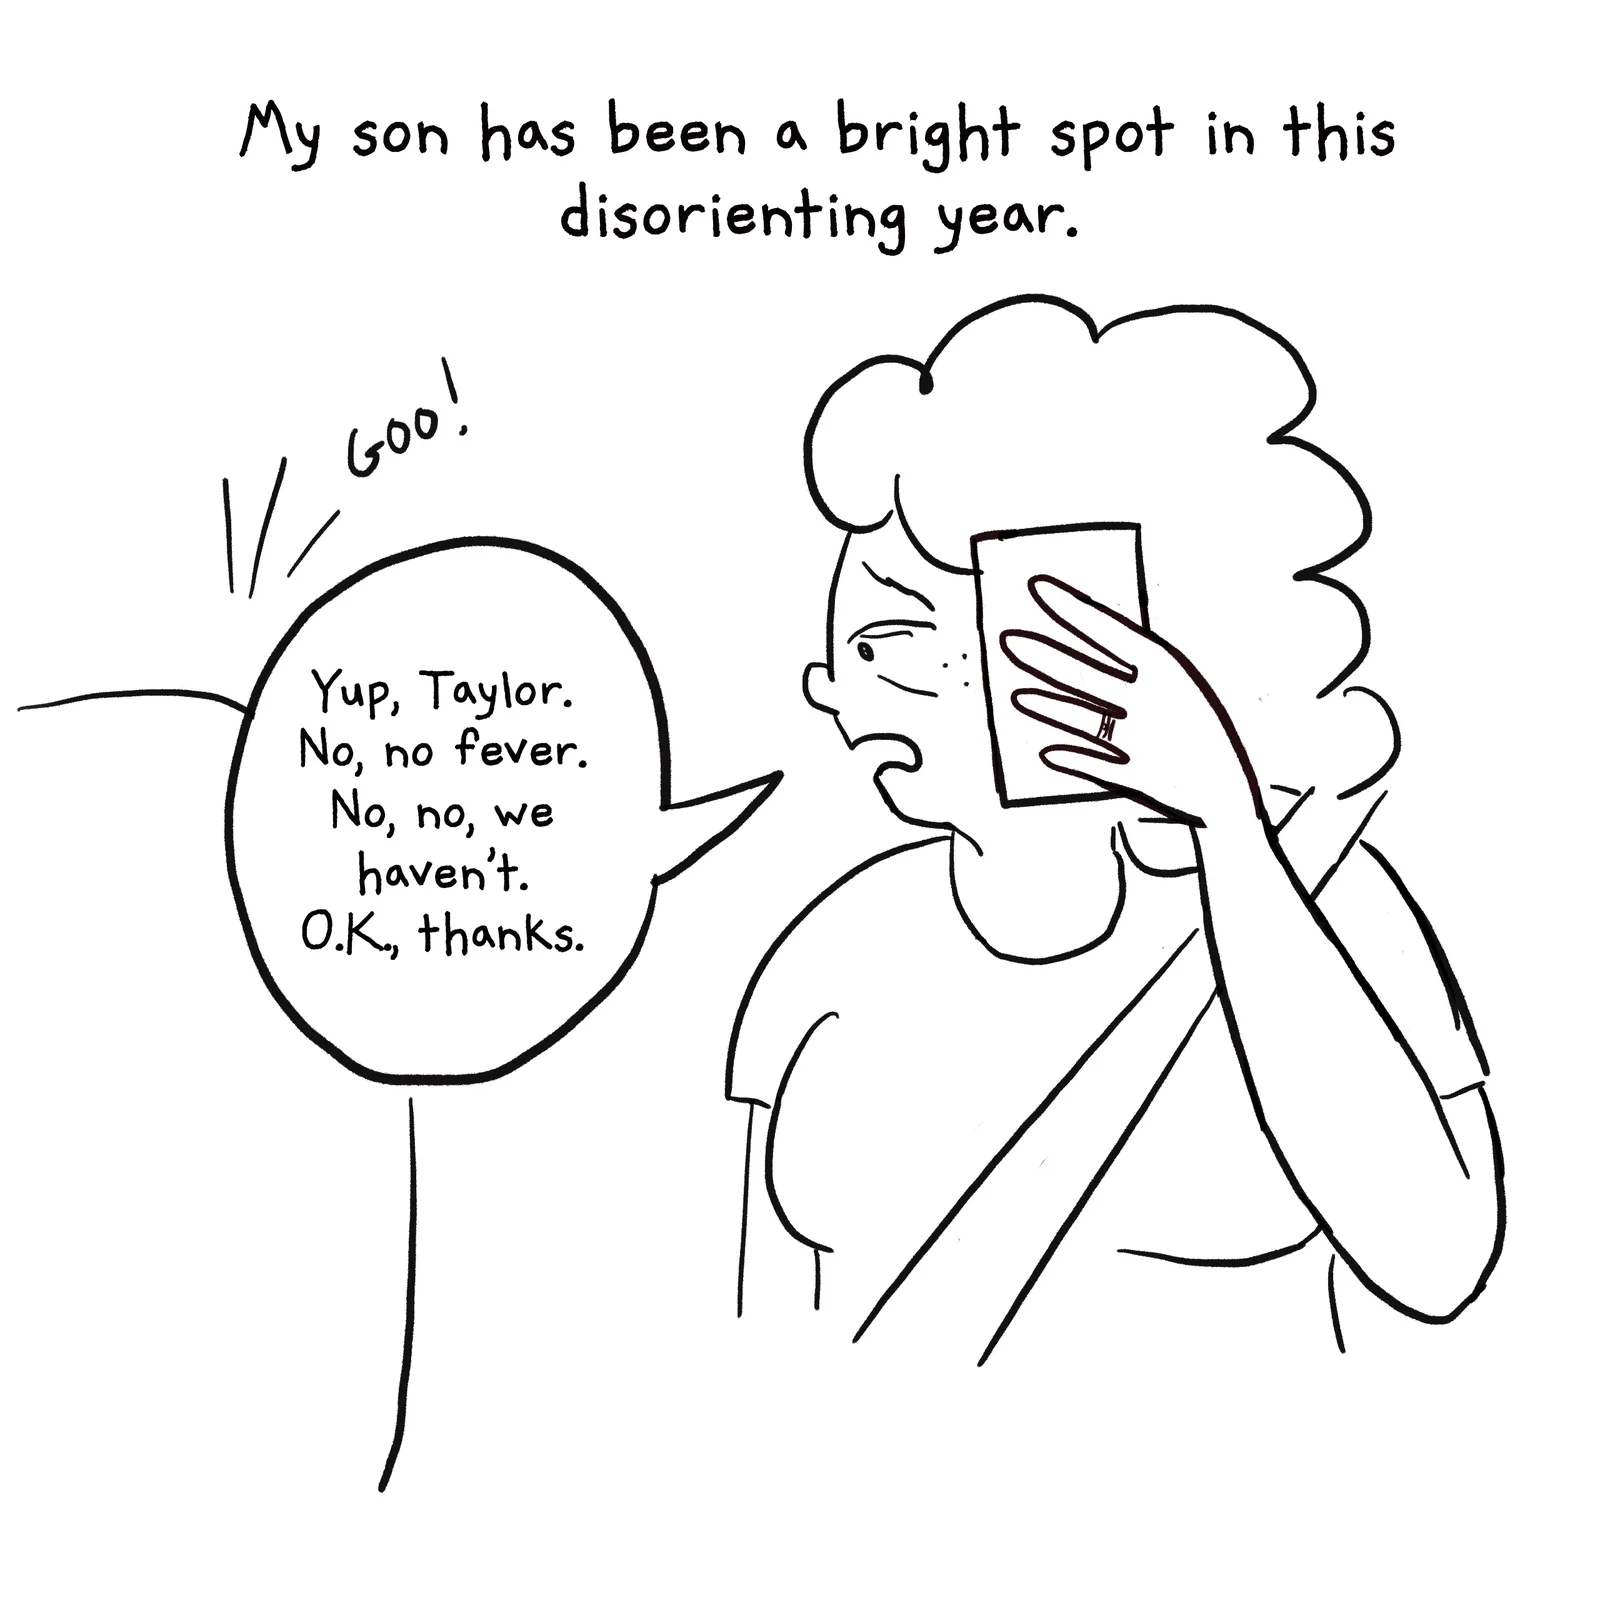 My son has been a bright spot in this
disorienting year.
GOO!
Yup, Taylor.
No, no fever.
No, no, we
haven't.
O.K., thanks.